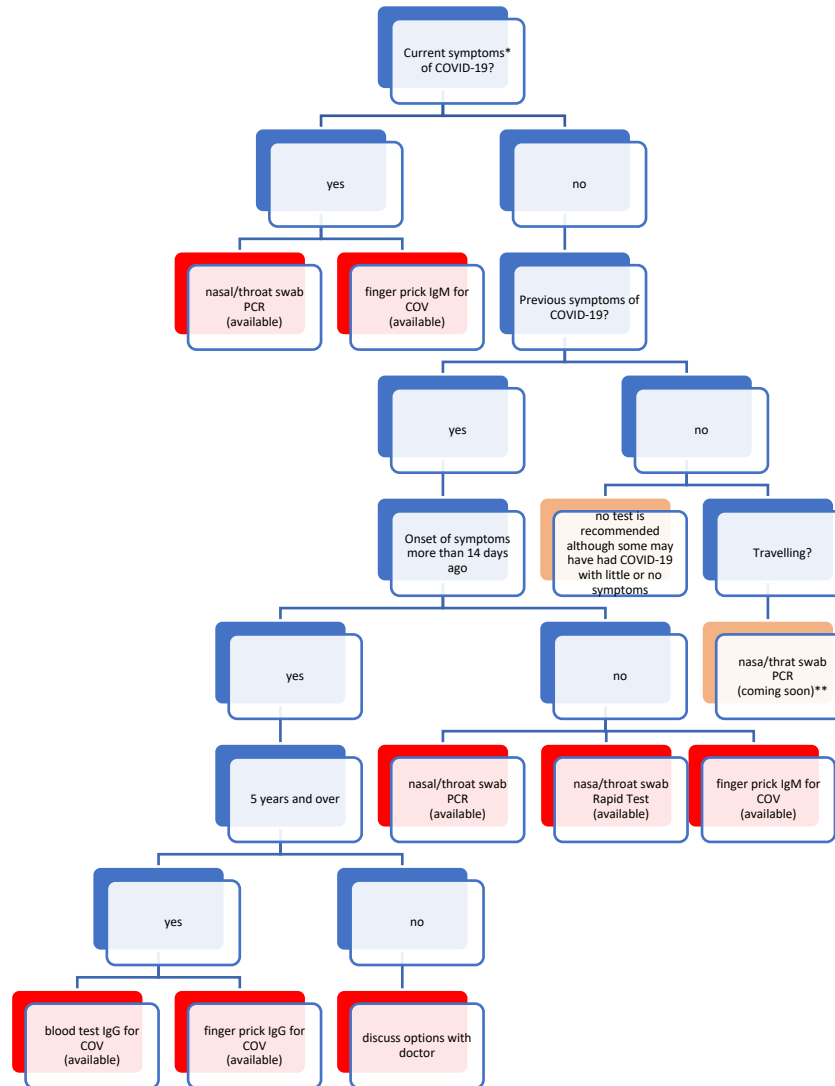 Current symptoms*
of COVID-19?
yes
no
nasal/throat swab
PCR
(available)
finger prick IgM for
COV
(available)
Previous symptoms of
COVID-19?
yes
no
Onset of symptoms
more than 14 days
ago
no test is
recommended
although some may
have had COVID-19
with little or no
symptoms
Travelling?
yes
no
nasa/thrat swab
PCR
(coming soon)**
5 years and over
nasal/throat swab
PCR
(available)
nasa/throat swab
Rapid Test
(available)
finger prick IgM for
COV
(available)
yes
no
blood test IgG for
COV
(available)
finger prick IgG for
COV
(available)
discuss options with
doctor